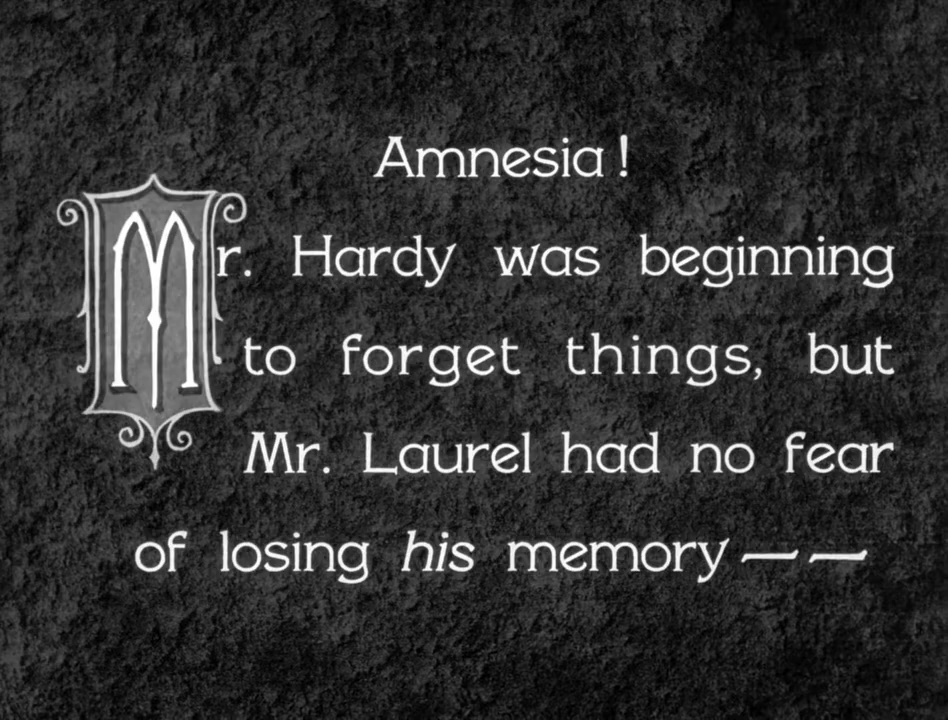 Amnesia!
Mr. Hardy was beginning
to forget things, but
Mr. Laurel had no fear
of losing his memory — —